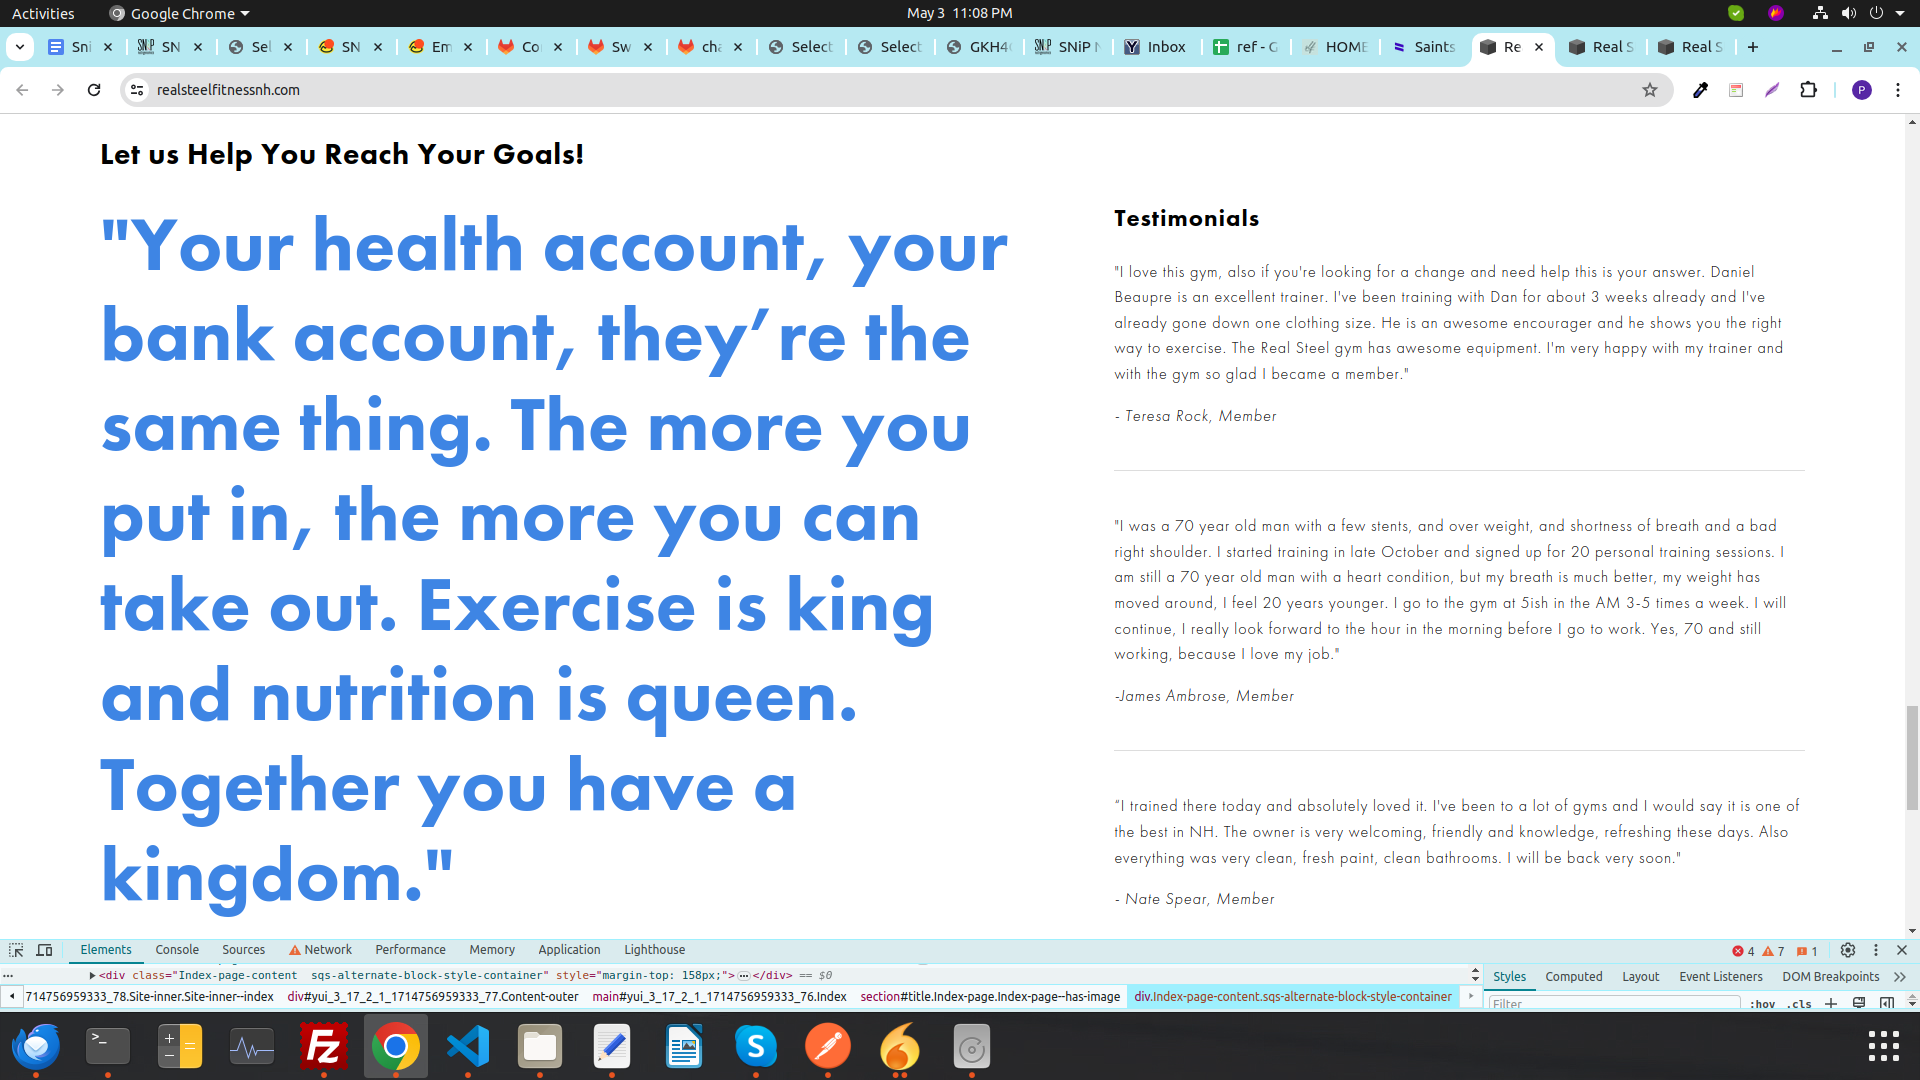 Activities
Google Chrome
May 3 11:08 PM
Sni
SN
Sel
SN
Em
Co
Sw
cha
Select
Select
GKH4
SNiP N
Inbox
ref - G
HOME
Saints
Re
Real S
Real S
realsteelfitnessnh.com
P
Let us Help You Reach Your Goals!
"Your health account, your
bank account, they’re the
same thing. The more you
put in, the more you can
take out. Exercise is king
and nutrition is queen.
Together you have a
kingdom."
Testimonials
"I love this gym, also if you're looking for a change and need help this is your answer. Daniel
Beaupre is an excellent trainer. I've been training with Dan for about 3 weeks already and I've
already gone down one clothing size. He is an awesome encourager and he shows you the right
way to exercise. The Real Steel gym has awesome equipment. I'm very happy with my trainer and
with the gym so glad I became a member."
- Teresa Rock, Member
"I was a 70 year old man with a few stents, and over weight, and shortness of breath and a bad
right shoulder. I started training in late October and signed up for 20 personal training sessions. I
am still a 70 year old man with a heart condition, but my breath is much better, my weight has
moved around, I feel 20 years younger. I go to the gym at 5ish in the AM 3-5 times a week. I will
continue, I really look forward to the hour in the morning before I go to work. Yes, 70 and still
working, because I love my job."
-James Ambrose, Member
“I trained there today and absolutely loved it. I've been to a lot of gyms and I would say it is one of
the best in NH. The owner is very welcoming, friendly and knowledge, refreshing these days. Also
everything was very clean, fresh paint, clean bathrooms. I will be back very soon."
- Nate Spear, Member
Elements Console Sources Network Performance Memory Application Lighthouse
4 7 1
<div class="Index-page-content sqs-alternate-block-style-container" style="margin-top: 158px;">…</div> == $0
Styles Computed Layout Event Listeners DOM Breakpoints
714756959333_78.Site-inner.Site-inner--index div#yui_3_17_2_1_1714756959333_77.Content-outer main#yui_3_17_2_1_1714756959333_76.Index section#title.Index-page.Index-page--has-image div.Index-page-content.sqs-alternate-block-style-container
Filter :hov .cls